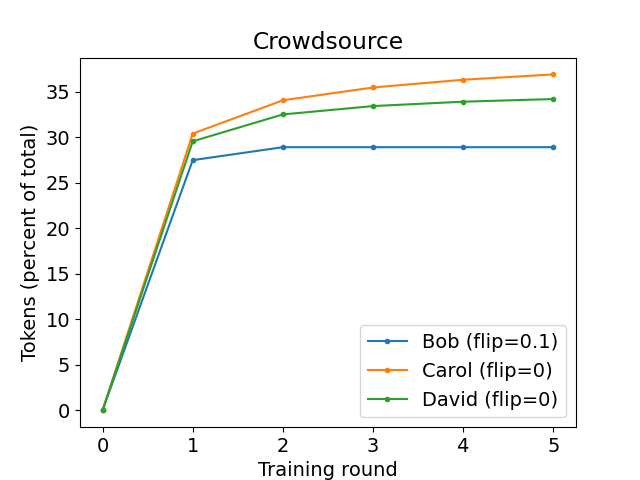 Crowdsource
Tokens (percent of total)
35
30
25
20
15
10
5
0
Bob (flip=0.1)
Carol (flip=0)
David (flip=0)
0 1 2 3 4 5
Training round